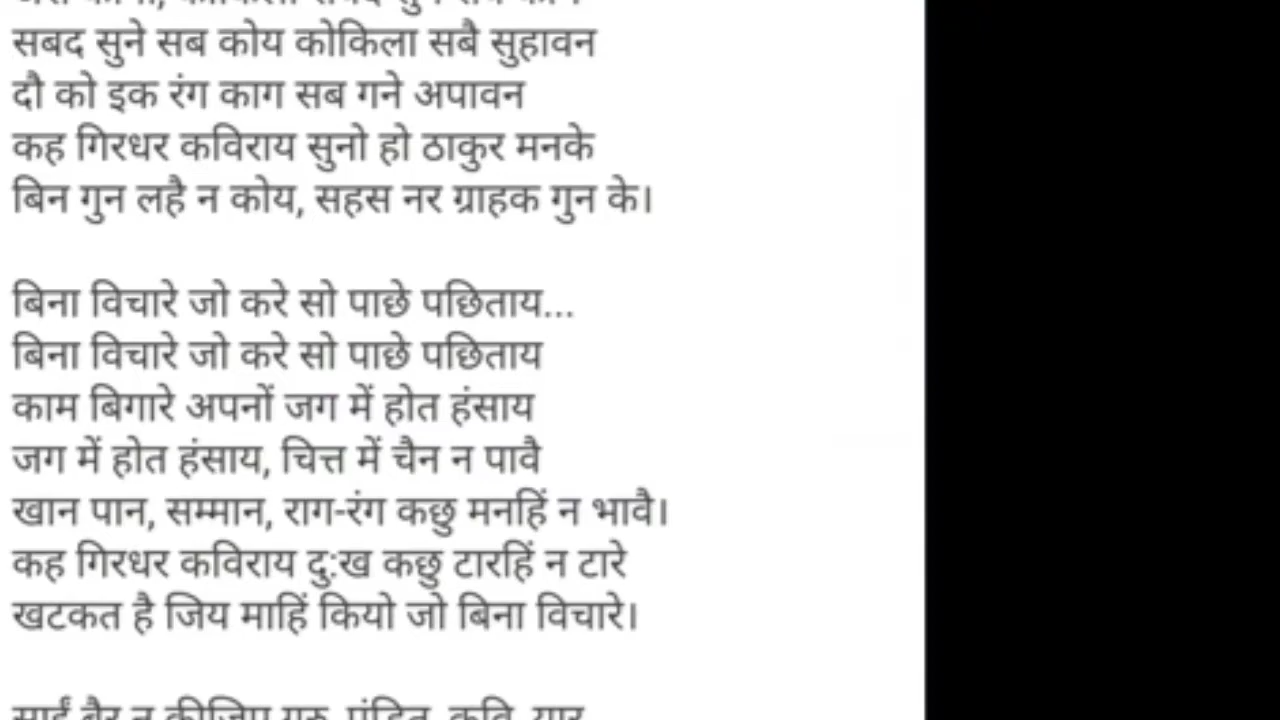 सबद सुने सब कोय कोकिला सबै सुहावन
दौ को इक रंग काग सब गने अपावन
कह गिरधर कविराय सुनो हो ठाकुर मनके
बिन गुन लहै न कोय, सहस नर ग्राहक गुन के।
बिना विचारे जो करे सो पाछे पछिताय...
बिना विचारे जो करे सो पाछे पछिताय
काम बिगारे अपनों जग में होत हंसाय
जग में होत हंसाय, चित्त में चैन न पावै
खान पान, सम्मान, राग-रंग कछु मनहिं न भावै।
कह गिरधर कविराय दु:ख कछु टारहिं न टारे
खटकत है जिय माहिं कियो जो बिना विचारे।